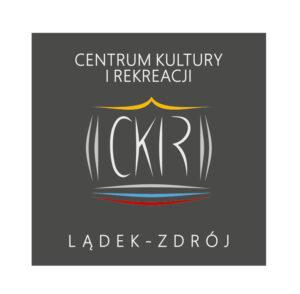 CENTRUM KULTURY
I REKREACJI
CKIR
LĄDEK-ZDRÓJ